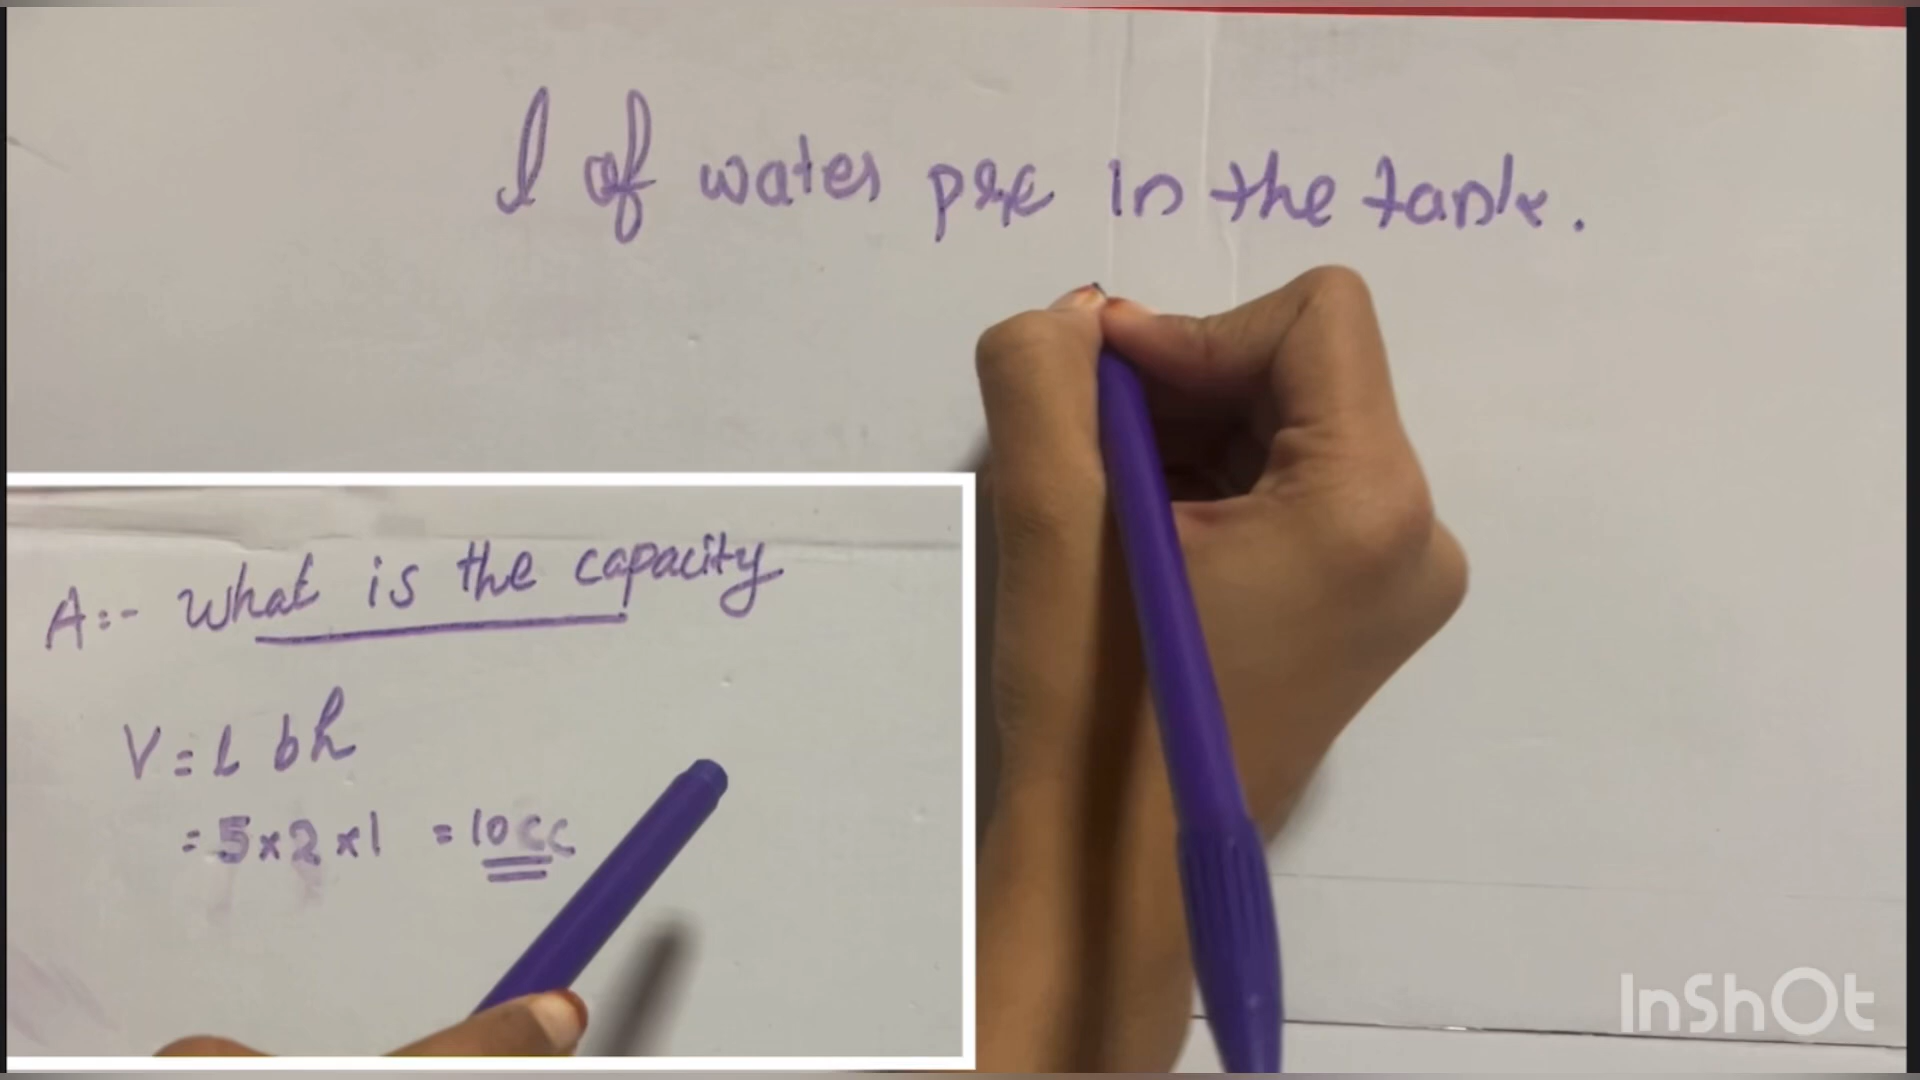 l of water pre in the tank.
A:- What is the capacity
V = l b h
= 5 x 2 x 1 = 10cc
InShOt